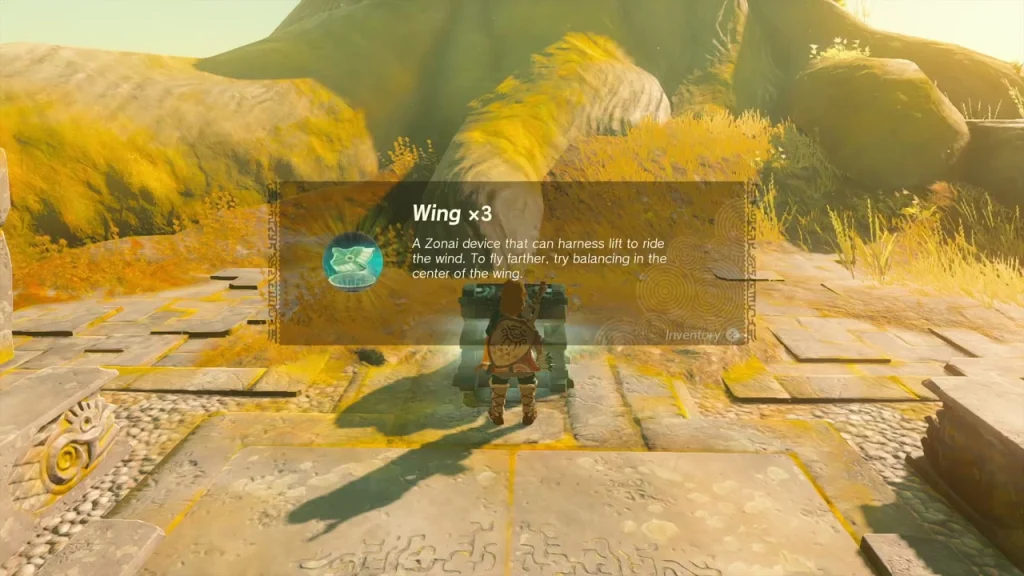 Wing ×3
A Zonai device that can harness lift to ride
the wind. To fly farther, try balancing in the
center of the wing.
Inventory